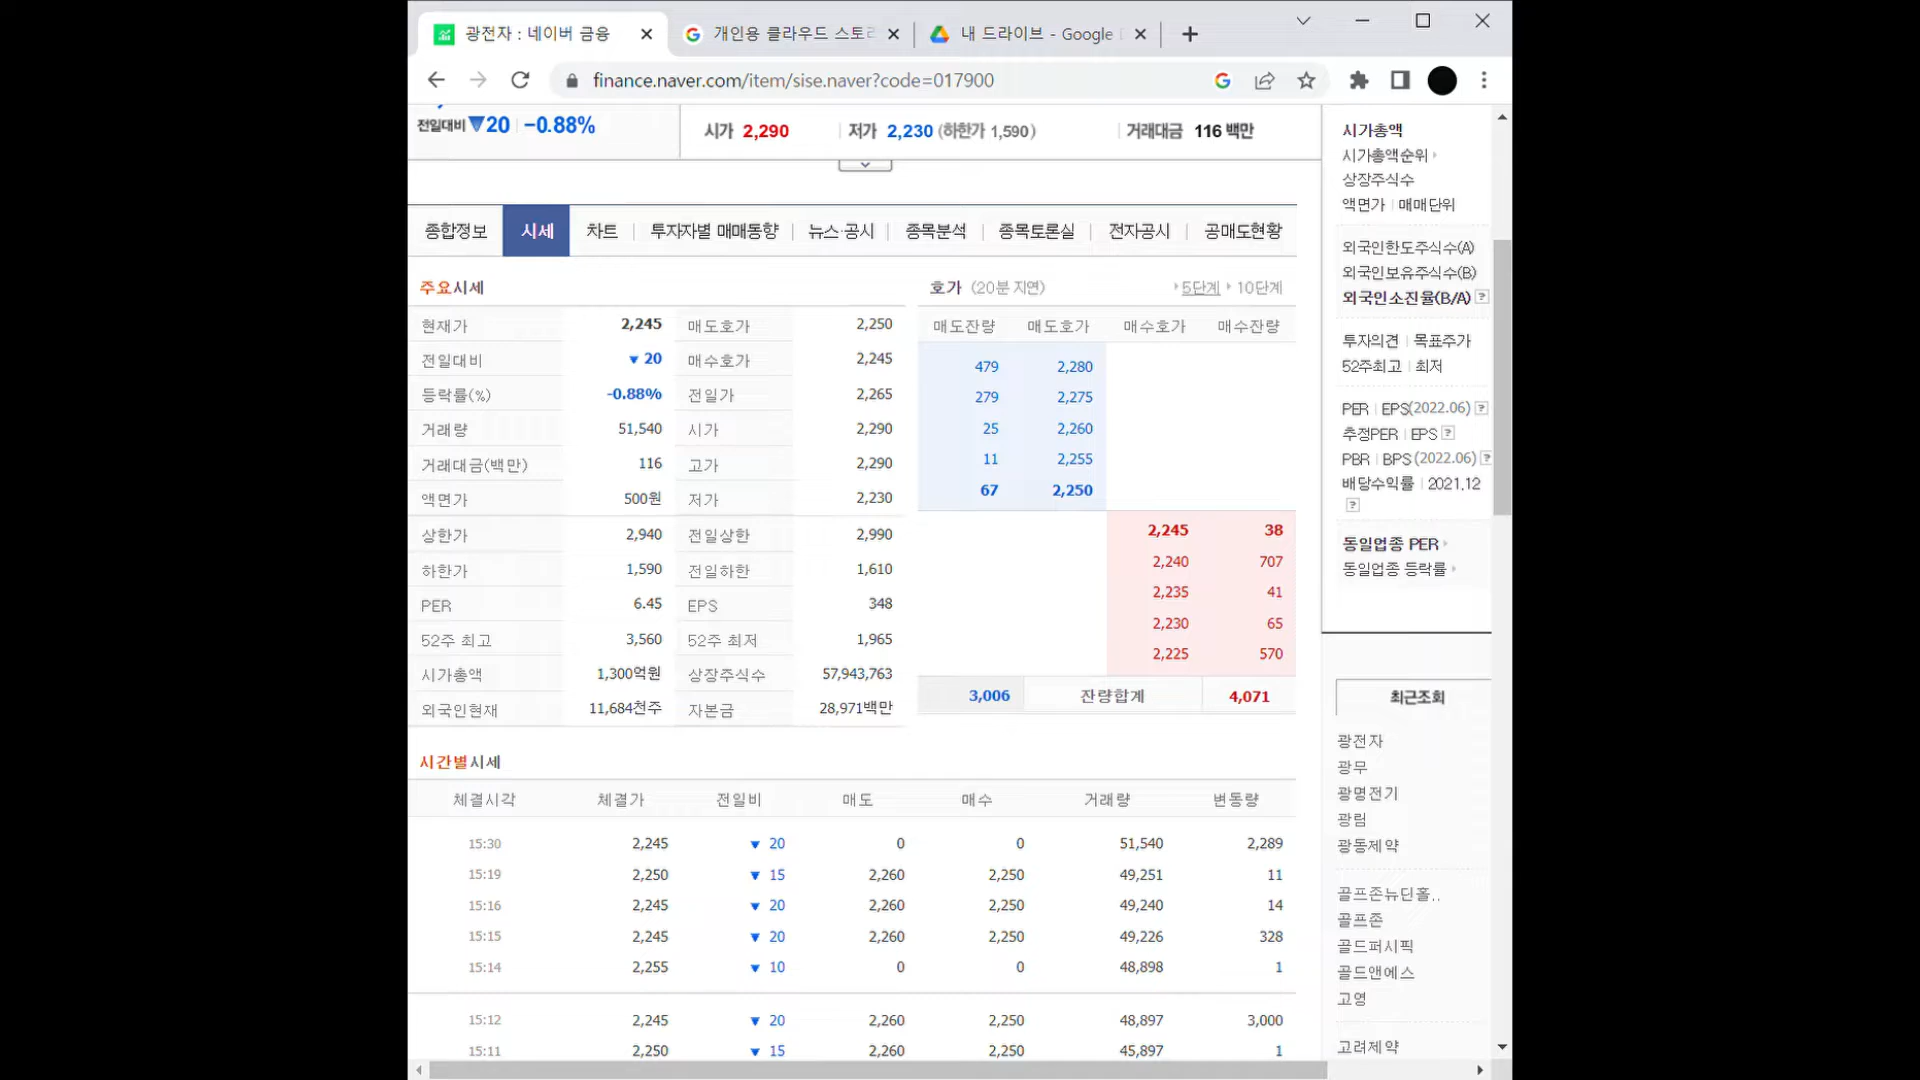 광전자 : 네이버 금융
개인용 클라우드 스토리
내 드라이브 - Google
finance.naver.com/item/sise.naver?code=017900
전일대비 ▼20 -0.88%
시가 2,290 저가 2,230 (하한가 1,590) 거래대금 116 백만
종합정보 시세 차트 투자자별 매매동향 뉴스·공시 종목분석 종목토론실 전자공시 공매도현황
주요시세
현재가 2,245 매도호가 2,250
전일대비 ▼ 20 매수호가 2,245
등락률(%) -0.88% 전일가 2,265
거래량 51,540 시가 2,290
거래대금(백만) 116 고가 2,290
액면가 500원 저가 2,230
상한가 2,940 전일상한 2,990
하한가 1,590 전일하한 1,610
PER 6.45 EPS 348
52주 최고 3,560 52주 최저 1,965
시가총액 1,300억원 상장주식수 57,943,763
외국인현재 11,684천주 자본금 28,971백만
호가 (20분 지연) 5단계 10단계
매도잔량 매도호가 매수호가 매수잔량
479 2,280
279 2,275
25 2,260
11 2,255
67 2,250
2,245 38
2,240 707
2,235 41
2,230 65
2,225 570
3,006 잔량합계 4,071
시간별시세
체결시각 체결가 전일비 매도 매수 거래량 변동량
15:30 2,245 ▼ 20 0 0 51,540 2,289
15:19 2,250 ▼ 15 2,260 2,250 49,251 11
15:16 2,245 ▼ 20 2,260 2,250 49,240 14
15:15 2,245 ▼ 20 2,260 2,250 49,226 328
15:14 2,255 ▼ 10 0 0 48,898 1
15:12 2,245 ▼ 20 2,260 2,250 48,897 3,000
15:11 2,250 ▼ 15 2,260 2,250 45,897 1
시가총액
시가총액순위
상장주식수
액면가 | 매매단위
외국인한도주식수(A)
외국인보유주식수(B)
외국인소진율(B/A) ?
투자의견 | 목표주가
52주최고 | 최저
PER | EPS(2022.06) ?
추정PER | EPS ?
PBR | BPS (2022.06) ?
배당수익률 | 2021.12
?
동일업종 PER
동일업종 등락률
최근조회
광전자
광무
광명전기
광림
광동제약
골프존뉴딘홀..
골프존
골드퍼시픽
골드앤에스
고영
고려제약